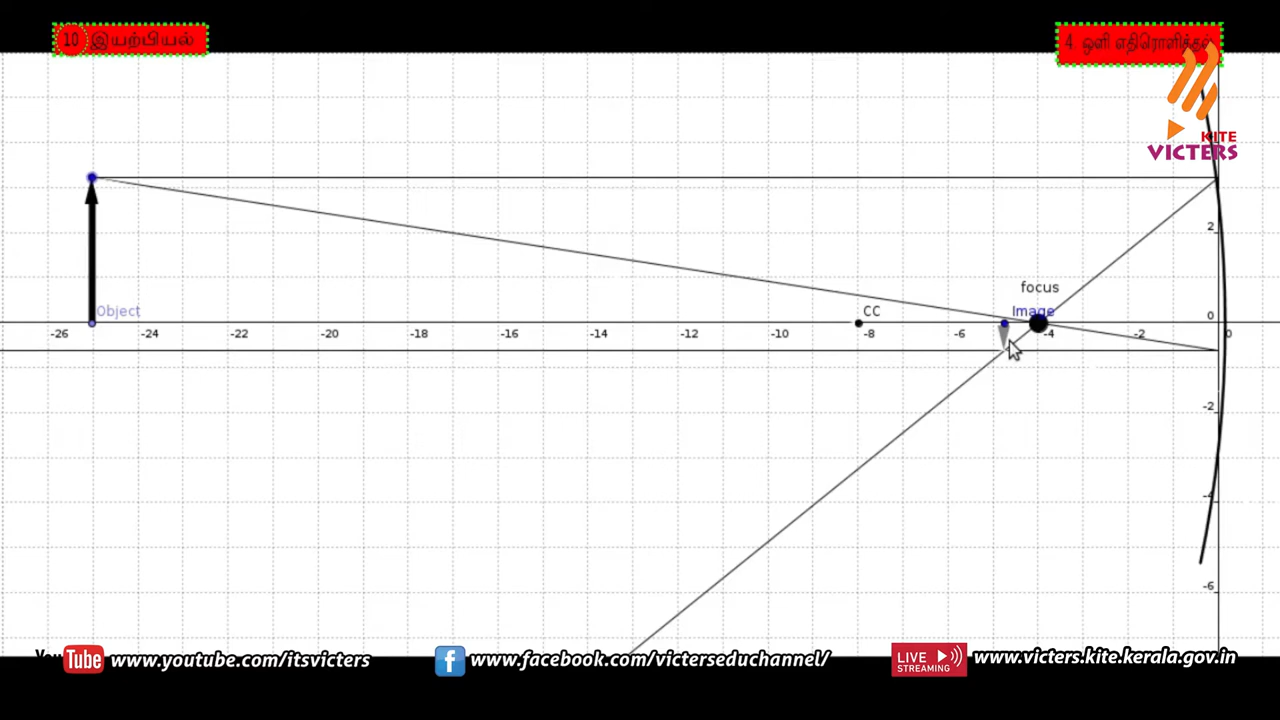 10 இயற்பியல்
4. ஒளி எதிரொளித்தல்
KITE
VICTERS
2
focus
Object
CC
Image
0
-26 -24 -22 -20 -18 -16 -14 -12 -10 -8 -6 -4 -2 0
-2
-4
-6
You Tube www.youtube.com/itsvicters
f www.facebook.com/victerseduchannel/
LIVE STREAMING www.victers.kite.kerala.gov.in